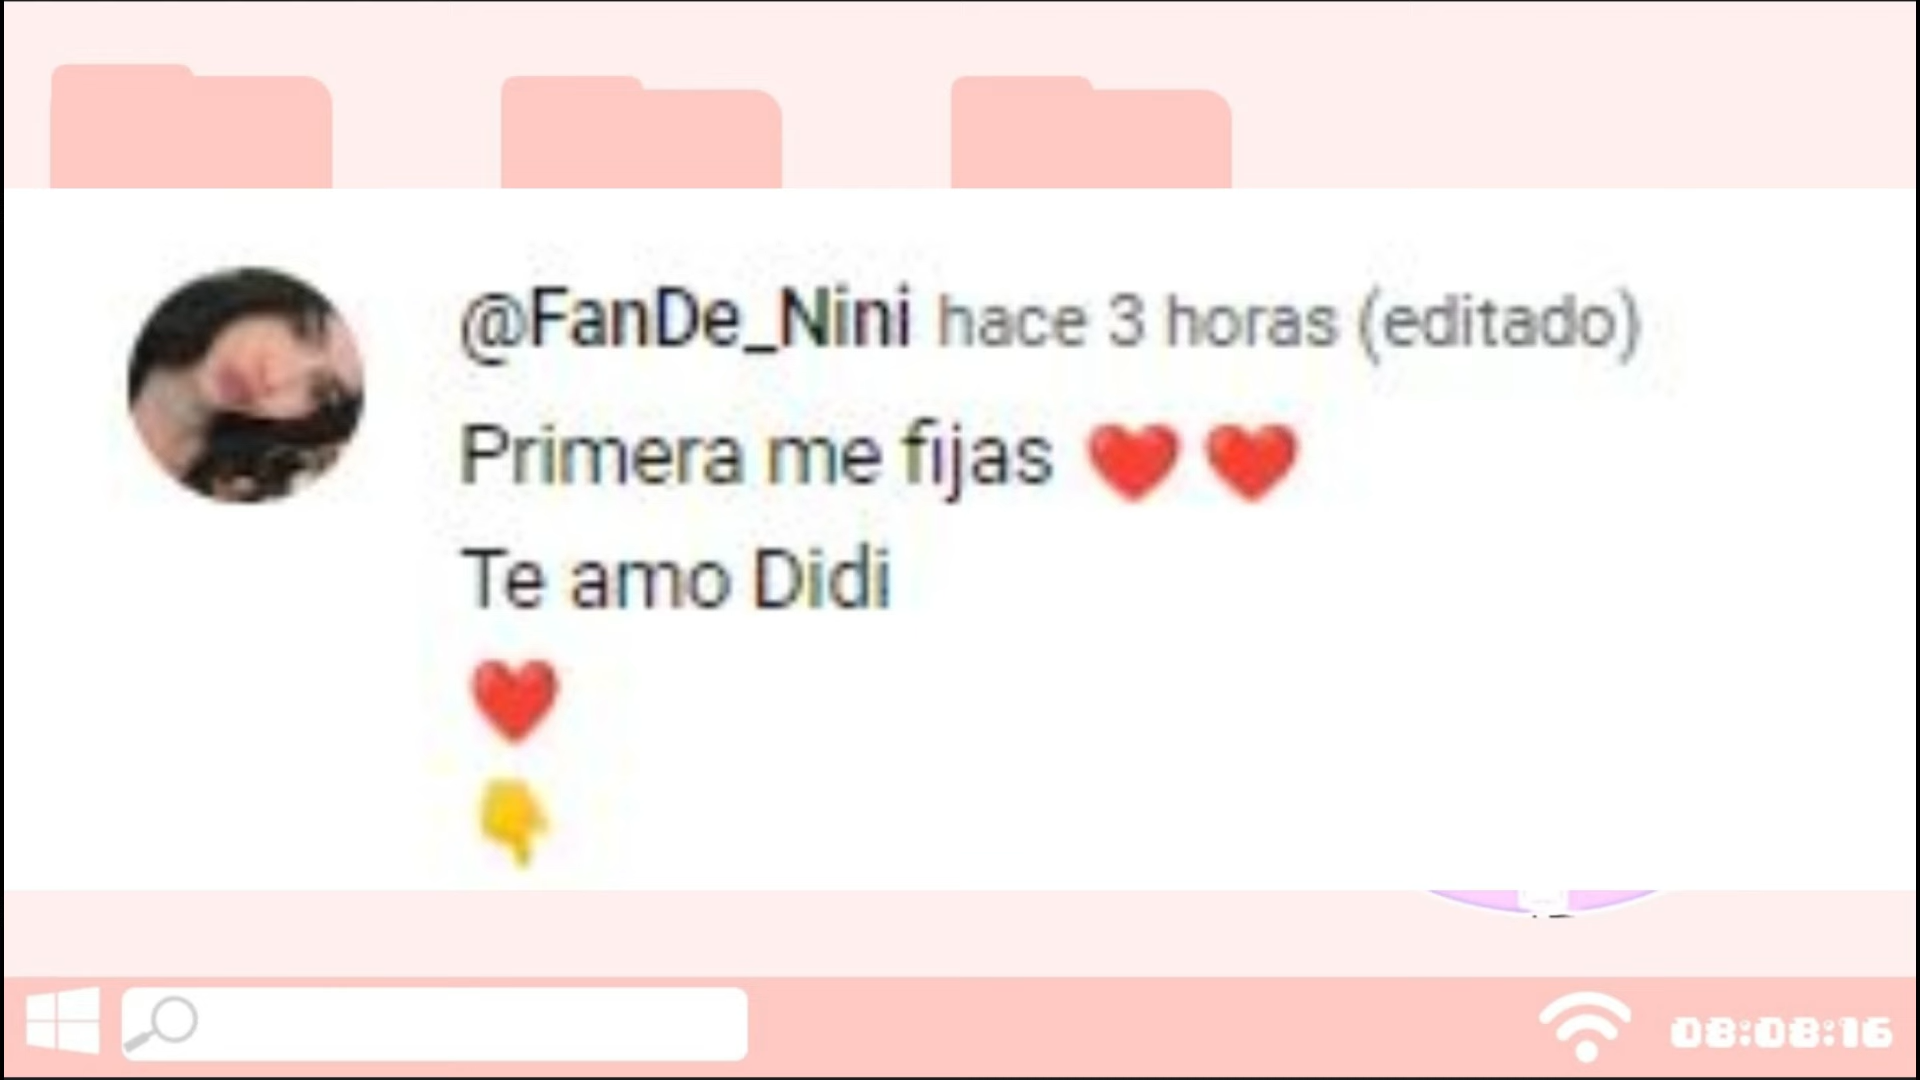 @FanDe_Nini hace 3 horas (editado)
Primera me fijas ❤️ ❤️
Te amo Didi
❤️
👇
08:08:16